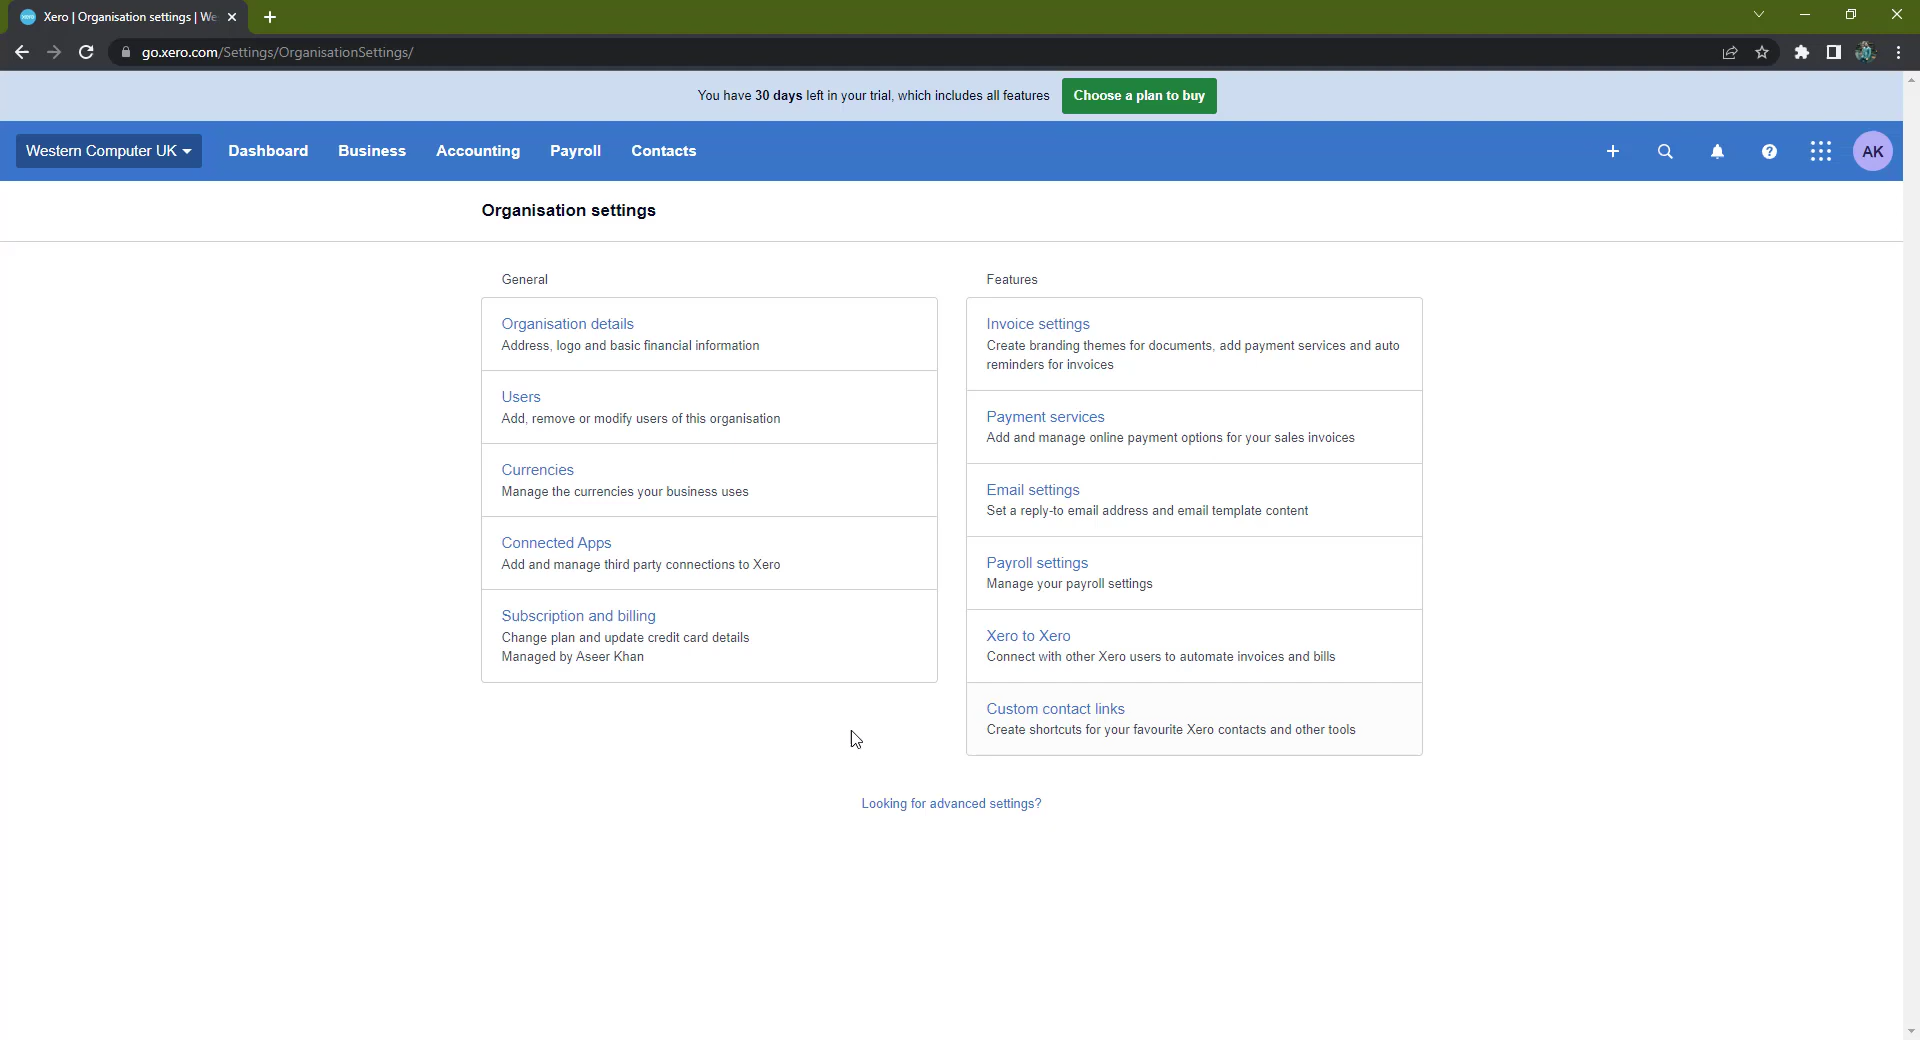 Xero | Organisation settings | We
go.xero.com/Settings/OrganisationSettings/
You have 30 days left in your trial, which includes all features
Choose a plan to buy
Western Computer UK
Dashboard
Business
Accounting
Payroll
Contacts
AK
Organisation settings
General
Organisation details
Address, logo and basic financial information
Users
Add, remove or modify users of this organisation
Currencies
Manage the currencies your business uses
Connected Apps
Add and manage third party connections to Xero
Subscription and billing
Change plan and update credit card details
Managed by Aseer Khan
Features
Invoice settings
Create branding themes for documents, add payment services and auto
reminders for invoices
Payment services
Add and manage online payment options for your sales invoices
Email settings
Set a reply-to email address and email template content
Payroll settings
Manage your payroll settings
Xero to Xero
Connect with other Xero users to automate invoices and bills
Custom contact links
Create shortcuts for your favourite Xero contacts and other tools
Looking for advanced settings?